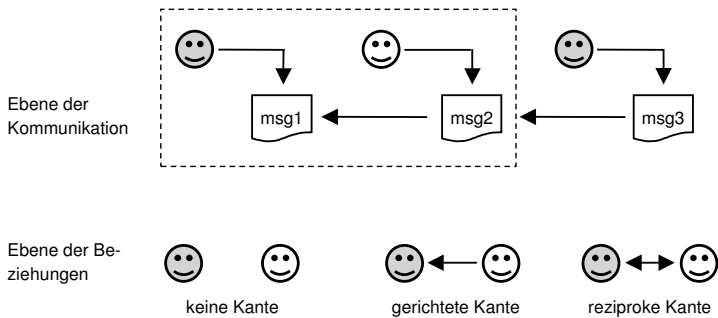 Ebene der
Kommunikation
msg1 msg2 msg3
Ebene der Be-
ziehungen
keine Kante gerichtete Kante reziproke Kante